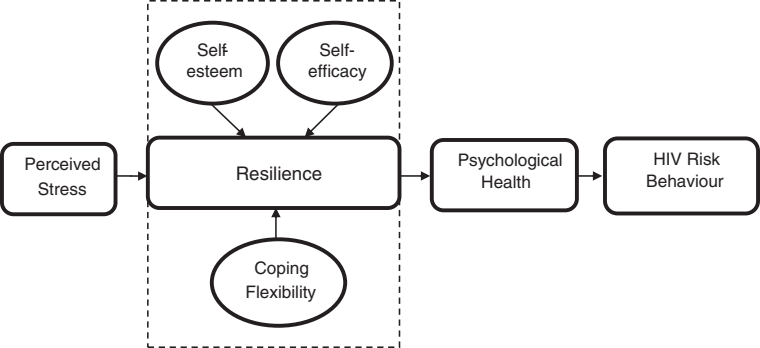 Self-
esteem
Self-
efficacy
Perceived
Stress
Resilience
Psychological
Health
HIV Risk
Behaviour
Coping
Flexibility